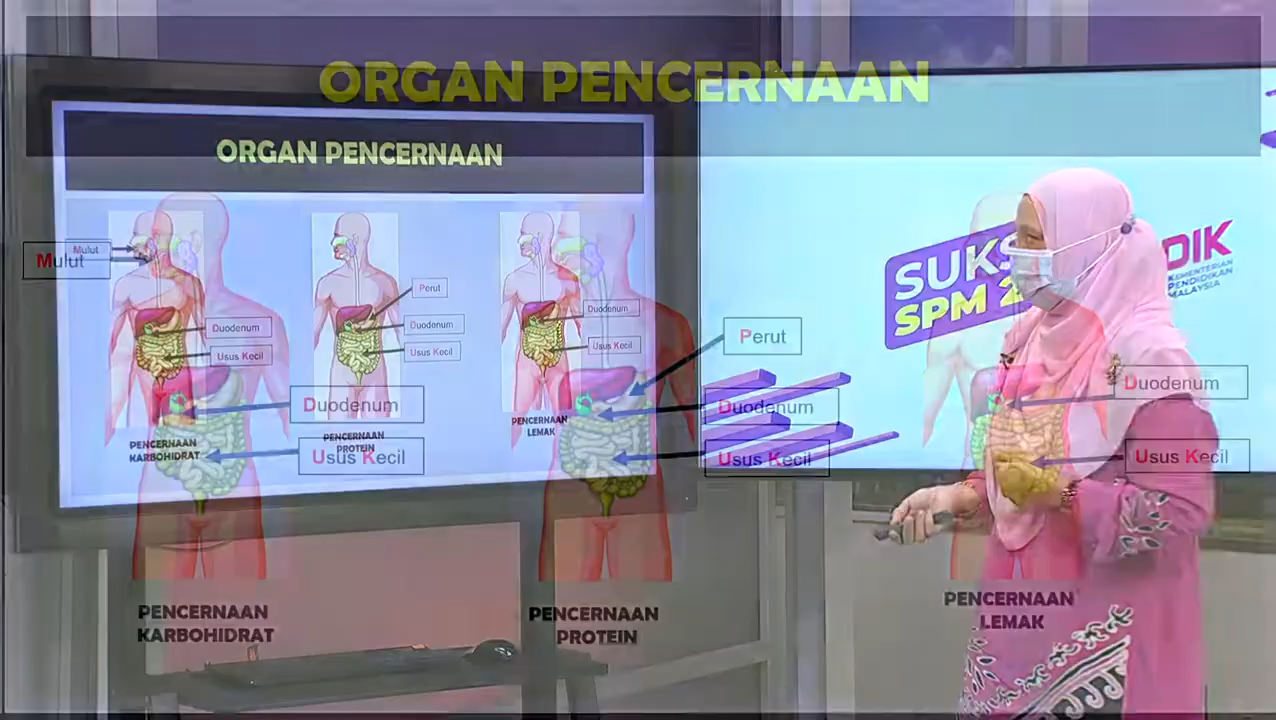 ORGAN PENCERNAAN
ORGAN PENCERNAAN
Mulut
Mulut
Duodenum
Usus Kecil
Perut
Duodenum
Usus Kecil
Duodenum
Usus Kecil
PENCERNAAN
KARBOHIDRAT
PENCERNAAN
PROTEIN
PENCERNAAN
LEMAK
SPM 2
DIK
KEMENTERIAN
PENDIDIKAN
MALAYSIA
Duodenum
Usus Kecil
Perut
Duodenum
Usus Kecil
Duodenum
Usus Kecil
PENCERNAAN
KARBOHIDRAT
PENCERNAAN
PROTEIN
PENCERNAAN
LEMAK